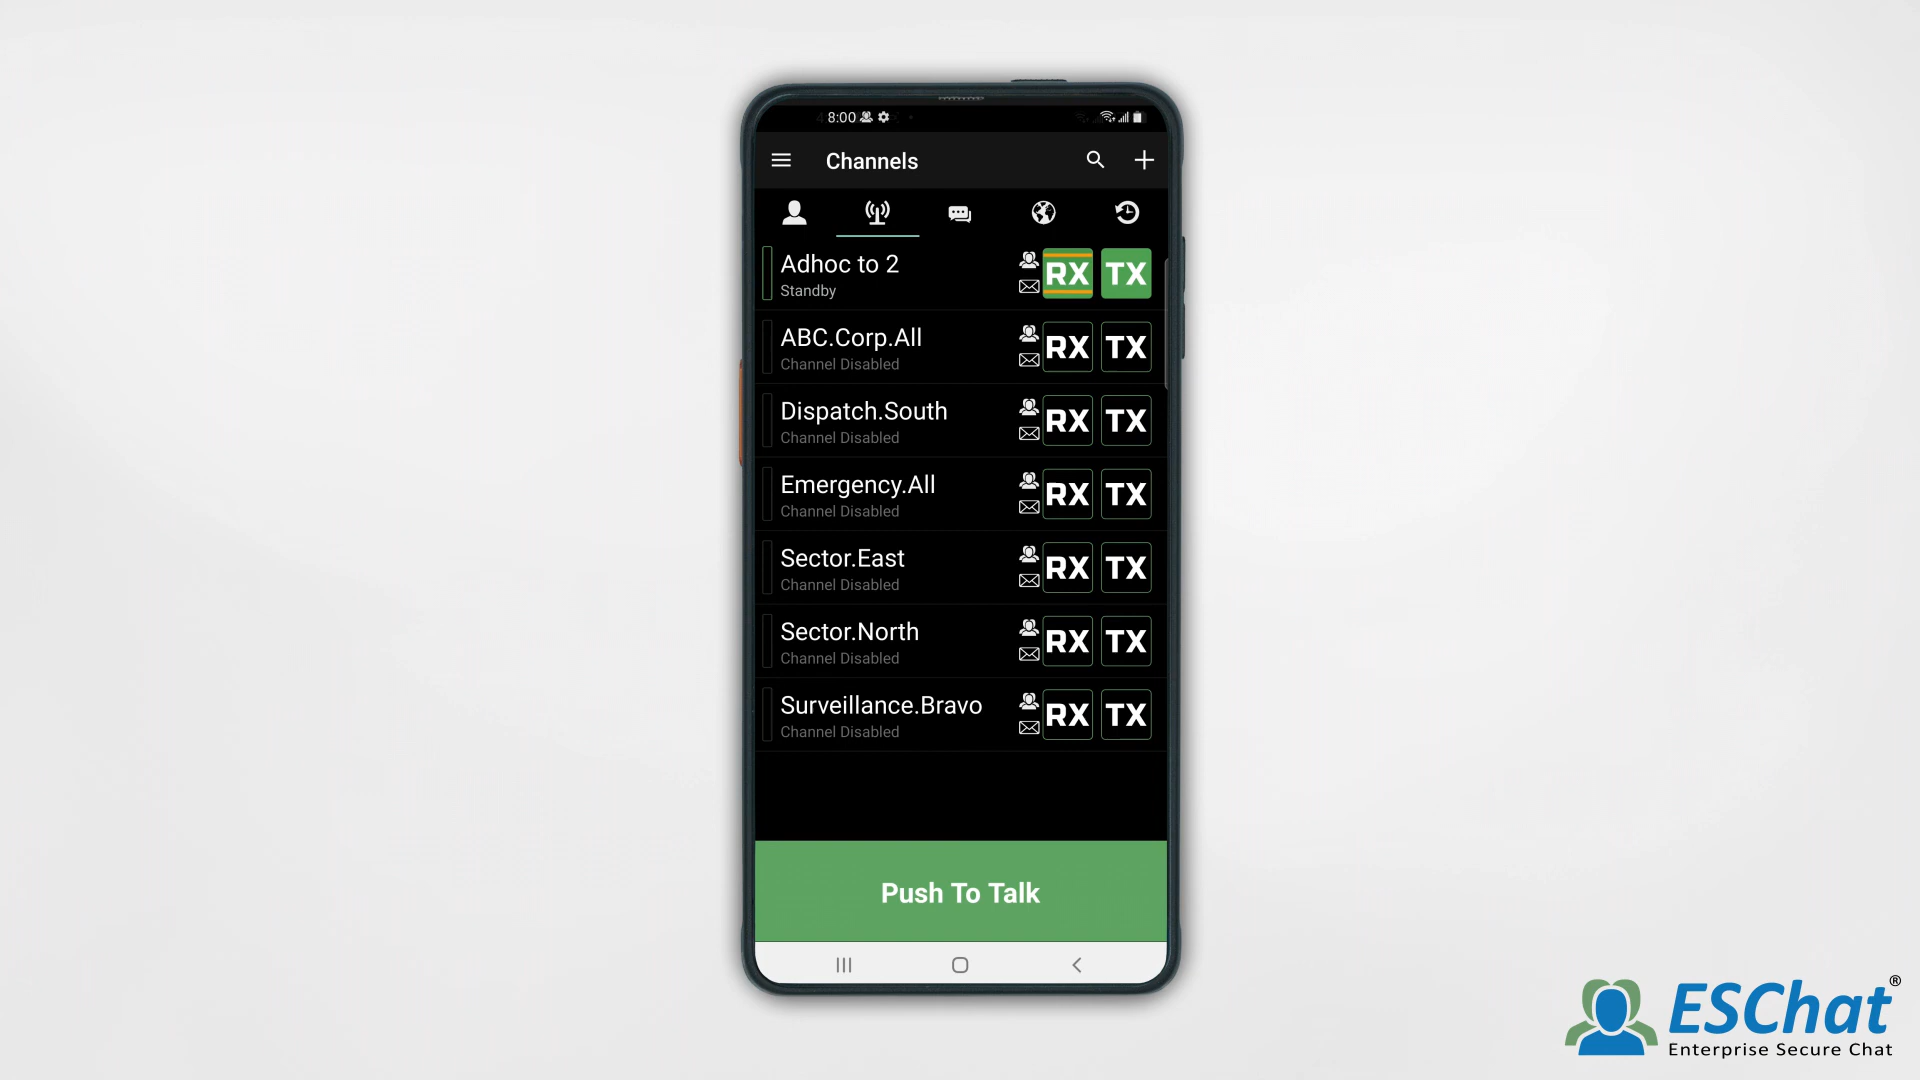 8:00
Channels
Adhoc to 2
Standby
RX TX
ABC.Corp.All
Channel Disabled
RX TX
Dispatch.South
Channel Disabled
RX TX
Emergency.All
Channel Disabled
RX TX
Sector.East
Channel Disabled
RX TX
Sector.North
Channel Disabled
RX TX
Surveillance.Bravo
Channel Disabled
RX TX
Push To Talk
ESChat®
Enterprise Secure Chat